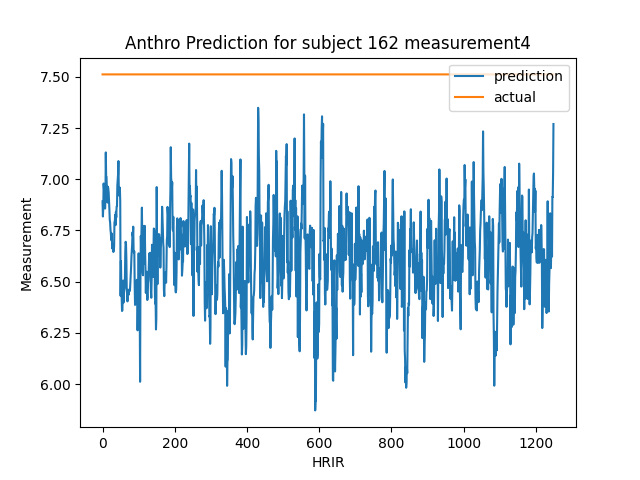 Anthro Prediction for subject 162 measurement4
prediction
actual
7.50
7.25
7.00
6.75
6.50
6.25
6.00
Measurement
0
200
400
600
800
1000
1200
HRIR